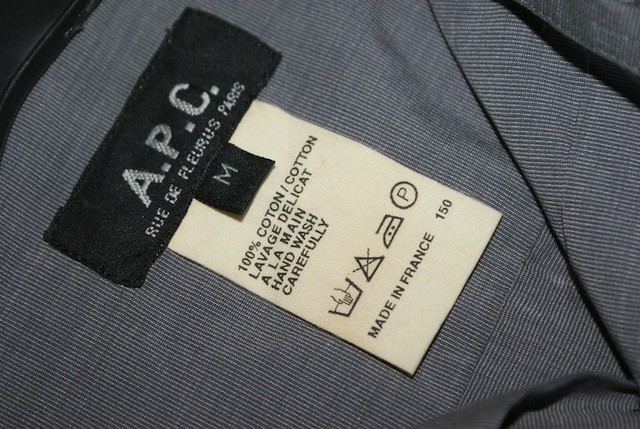 A.P.C.
RUE DE FLEURUS PARIS
M
100% COTON/COTTON
LAVAGE DELICAT
A LA MAIN
HAND WASH
CAREFULLY
P
MADE IN FRANCE 150